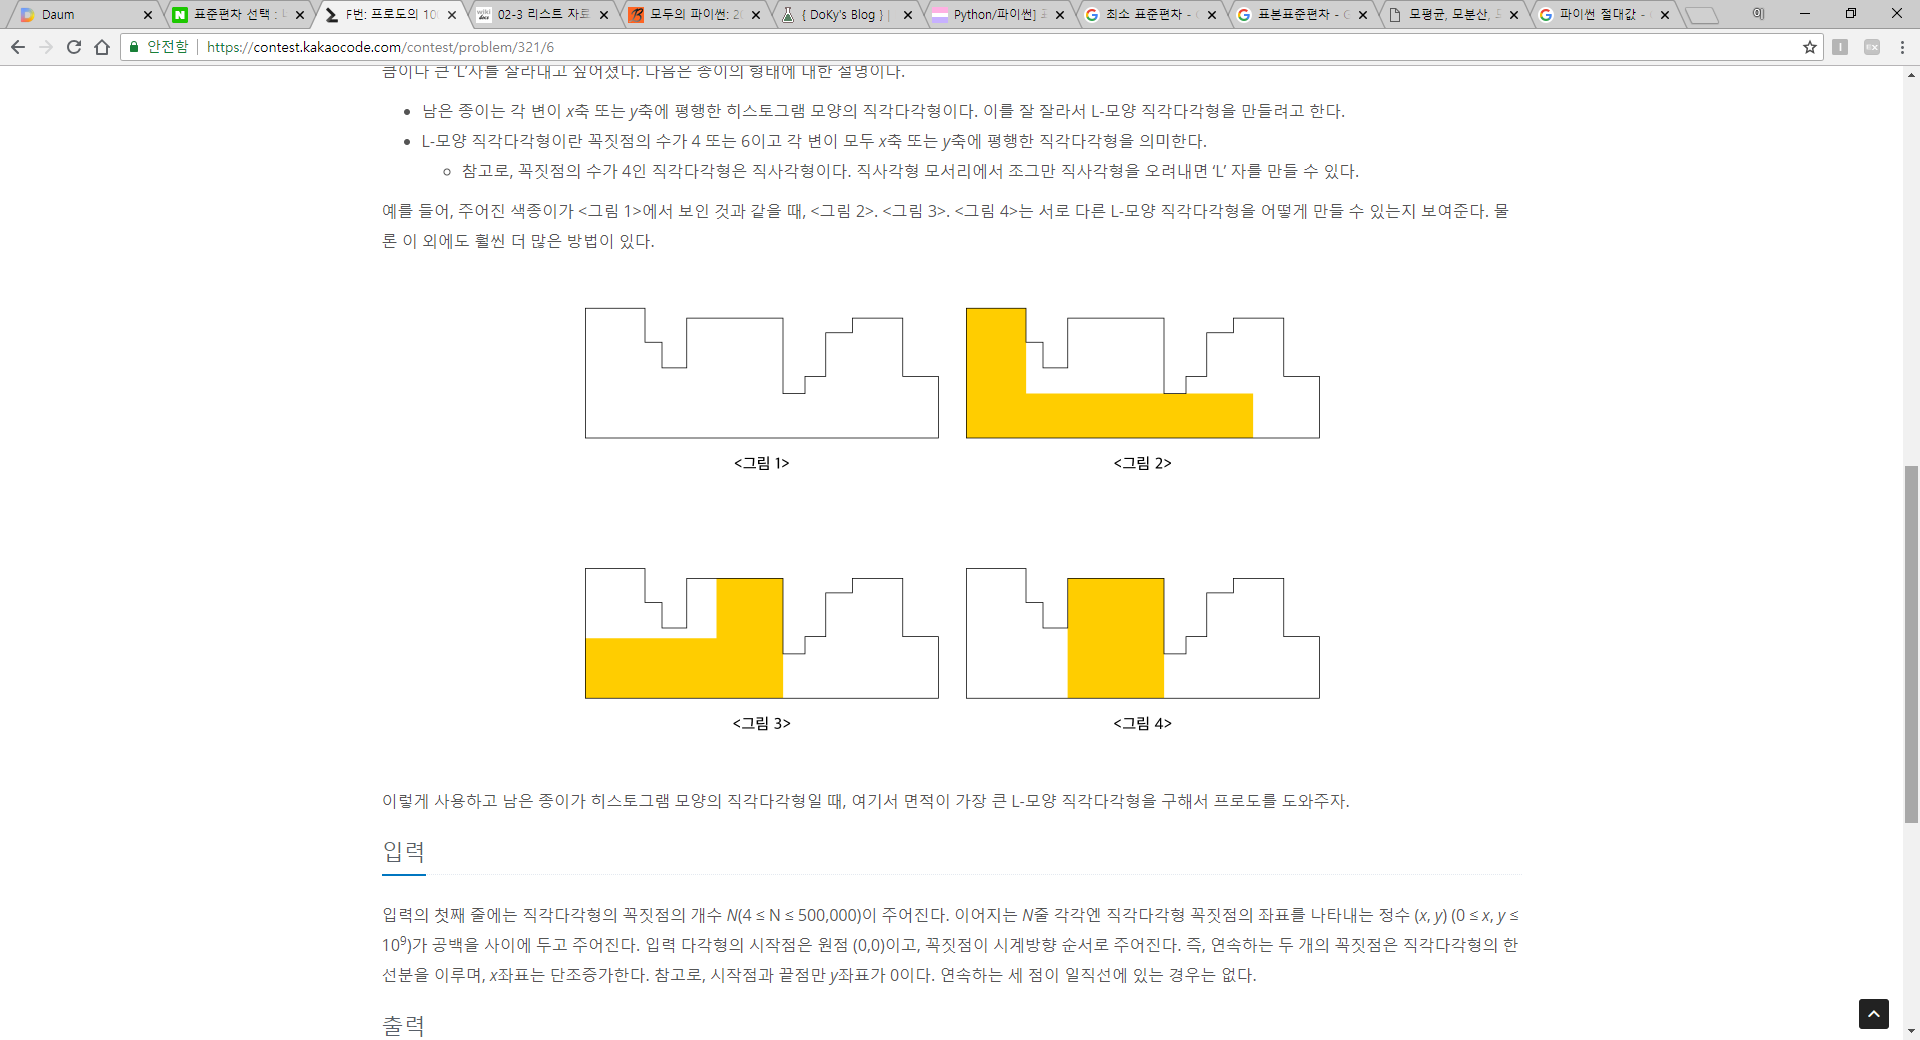 Daum
표준편차 선택 :
F번: 프로도의 10
02-3 리스트 자료
모두의 파이썬: 2
{ DoKy's Blog } |
Python/파이썬]
최소 표준편차 -
표본표준편차 -
모평균, 모분산,
파이썬 절대값 -
안전함 | https://contest.kakaocode.com/contest/problem/321/6
큼이나 큰 ‘L’자를 잘라내고 싶어졌다. 다음은 종이의 형태에 대한 설명이다.
• 남은 종이는 각 변이 x축 또는 y축에 평행한 히스토그램 모양의 직각다각형이다. 이를 잘 잘라서 L-모양 직각다각형을 만들려고 한다.
• L-모양 직각다각형이란 꼭짓점의 수가 4 또는 6이고 각 변이 모두 x축 또는 y축에 평행한 직각다각형을 의미한다.
◦ 참고로, 꼭짓점의 수가 4인 직각다각형은 직사각형이다. 직사각형 모서리에서 조그만 직사각형을 오려내면 ‘L’ 자를 만들 수 있다.
예를 들어, 주어진 색종이가 <그림 1>에서 보인 것과 같을 때, <그림 2>. <그림 3>. <그림 4>는 서로 다른 L-모양 직각다각형을 어떻게 만들 수 있는지 보여준다. 물
론 이 외에도 훨씬 더 많은 방법이 있다.
<그림 1>
<그림 2>
<그림 3>
<그림 4>
이렇게 사용하고 남은 종이가 히스토그램 모양의 직각다각형일 때, 여기서 면적이 가장 큰 L-모양 직각다각형을 구해서 프로도를 도와주자.
입력
입력의 첫째 줄에는 직각다각형의 꼭짓점의 개수 N(4 ≤ N ≤ 500,000)이 주어진다. 이어지는 N줄 각각엔 직각다각형 꼭짓점의 좌표를 나타내는 정수 (x, y) (0 ≤ x, y ≤
10⁹)가 공백을 사이에 두고 주어진다. 입력 다각형의 시작점은 원점 (0,0)이고, 꼭짓점이 시계방향 순서로 주어진다. 즉, 연속하는 두 개의 꼭짓점은 직각다각형의 한
선분을 이루며, x좌표는 단조증가한다. 참고로, 시작점과 끝점만 y좌표가 0이다. 연속하는 세 점이 일직선에 있는 경우는 없다.
출력